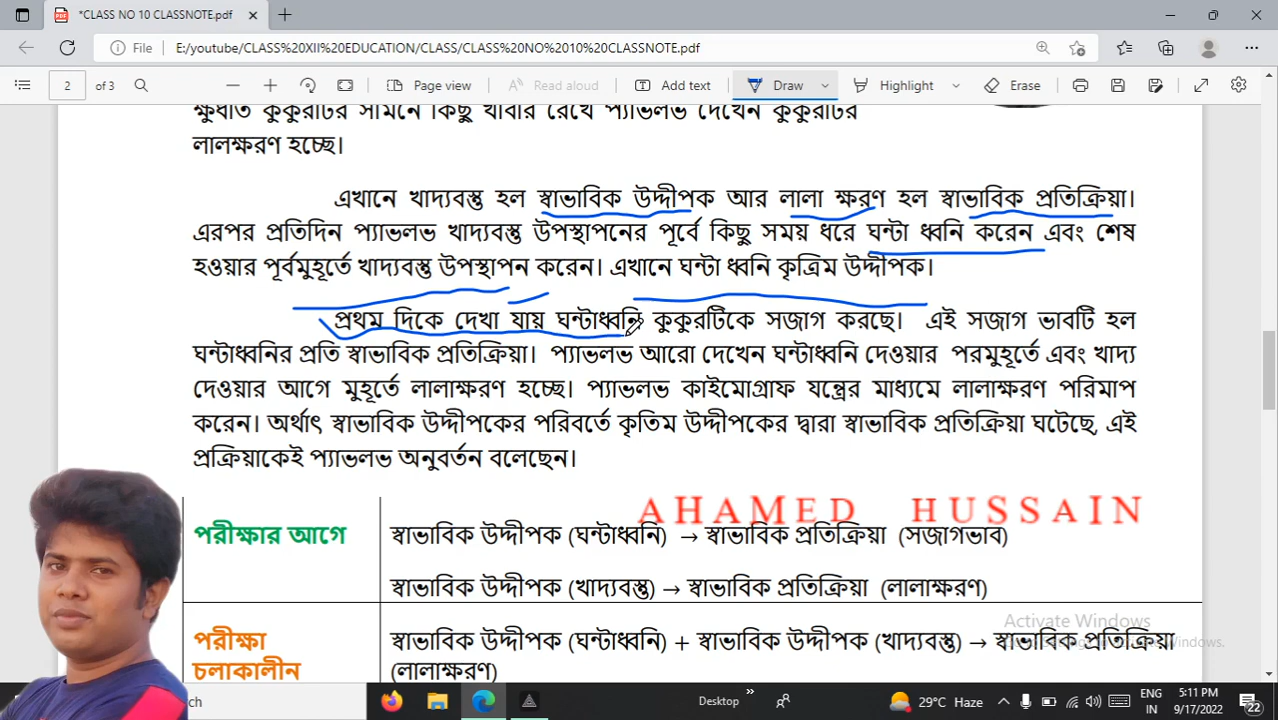 *CLASS NO 10 CLASSNOTE.pdf
File E:/youtube/CLASS%20XII%20EDUCATION/CLASS/CLASS%20NO%2010%20CLASSNOTE.pdf
2 of 3 Page view Read aloud Add text Draw Highlight Erase
ক্ষুধার্ত কুকুরটির সামনে কিছু খাবার রেখে প্যাভলভ দেখেন কুকুরটির
লালক্ষরণ হচ্ছে।
এখানে খাদ্যবস্তু হল স্বাভাবিক উদ্দীপক আর লালা ক্ষরণ হল স্বাভাবিক প্রতিক্রিয়া।
এরপর প্রতিদিন প্যাভলভ খাদ্যবস্তু উপস্থাপনের পূর্বে কিছু সময় ধরে ঘন্টা ধ্বনি করেন এবং শেষ
হওয়ার পূর্বমুহূর্তে খাদ্যবস্তু উপস্থাপন করেন। এখানে ঘন্টা ধ্বনি কৃত্রিম উদ্দীপক।
প্রথম দিকে দেখা যায় ঘন্টাধ্বনি কুকুরটিকে সজাগ করছে। এই সজাগ ভাবটি হল
ঘন্টাধ্বনির প্রতি স্বাভাবিক প্রতিক্রিয়া। প্যাভলভ আরো দেখেন ঘন্টাধ্বনি দেওয়ার পরমুহূর্তে এবং খাদ্য
দেওয়ার আগে মুহূর্তে লালাক্ষরণ হচ্ছে। প্যাভলভ কাইমোগ্রাফ যন্ত্রের মাধ্যমে লালাক্ষরণ পরিমাপ
করেন। অর্থাৎ স্বাভাবিক উদ্দীপকের পরিবর্তে কৃতিম উদ্দীপকের দ্বারা স্বাভাবিক প্রতিক্রিয়া ঘটেছে, এই
প্রক্রিয়াকেই প্যাভলভ অনুবর্তন বলেছেন।
AHAMED HUSSAIN
পরীক্ষার আগে স্বাভাবিক উদ্দীপক (ঘন্টাধ্বনি) → স্বাভাবিক প্রতিক্রিয়া (সজাগভাব)
স্বাভাবিক উদ্দীপক (খাদ্যবস্তু) → স্বাভাবিক প্রতিক্রিয়া (লালাক্ষরণ)
Activate Windows
পরীক্ষা স্বাভাবিক উদ্দীপক (ঘন্টাধ্বনি) + স্বাভাবিক উদ্দীপক (খাদ্যবস্তু) → স্বাভাবিক প্রতিক্রিয়া
চলাকালীন (লালাক্ষরণ)
Desktop 29°C Haze ENG IN 5:11 PM 9/17/2022 22